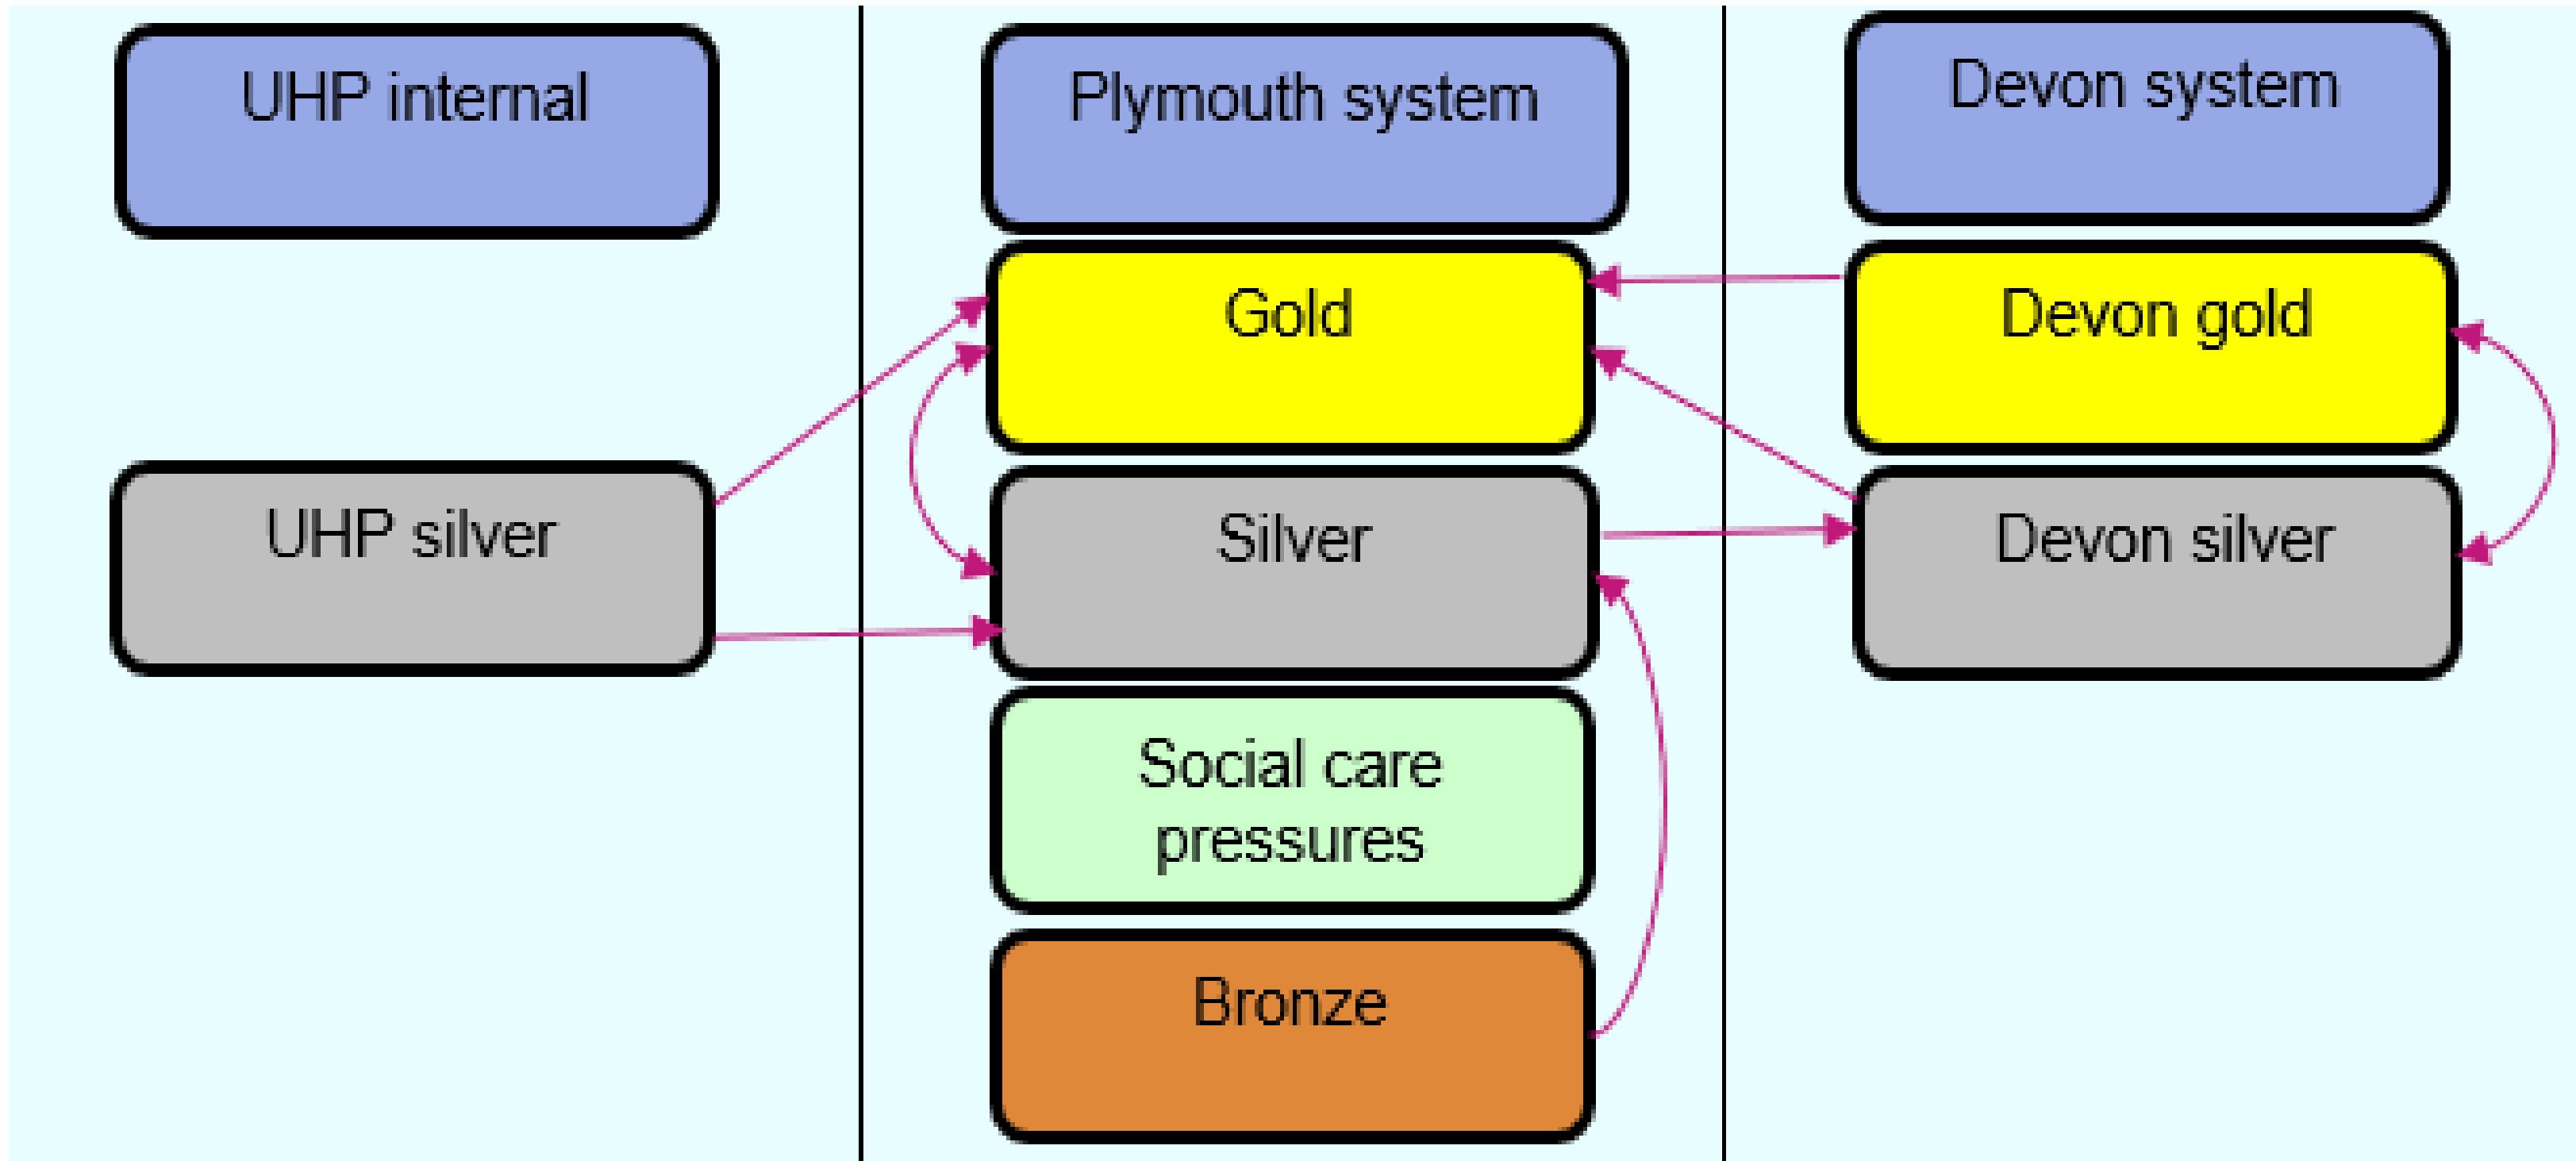 UHP internal
Plymouth system
Devon system
Gold
Devon gold
UHP silver
Silver
Devon silver
Social care
pressures
Bronze